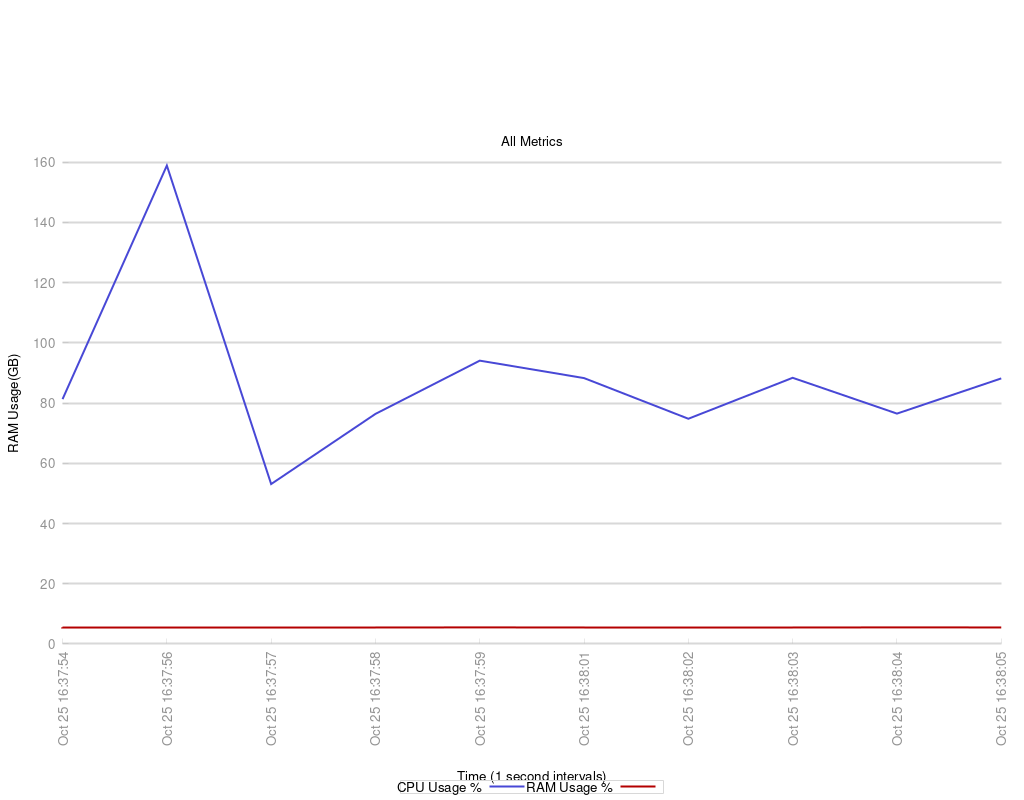 All Metrics
160
140
120
100
80
60
40
20
0
RAM Usage(GB)
Oct 25 16:37:54
Oct 25 16:37:56
Oct 25 16:37:57
Oct 25 16:37:58
Oct 25 16:37:59
Oct 25 16:38:01
Oct 25 16:38:02
Oct 25 16:38:03
Oct 25 16:38:04
Oct 25 16:38:05
Time (1 second intervals)
CPU Usage % RAM Usage %